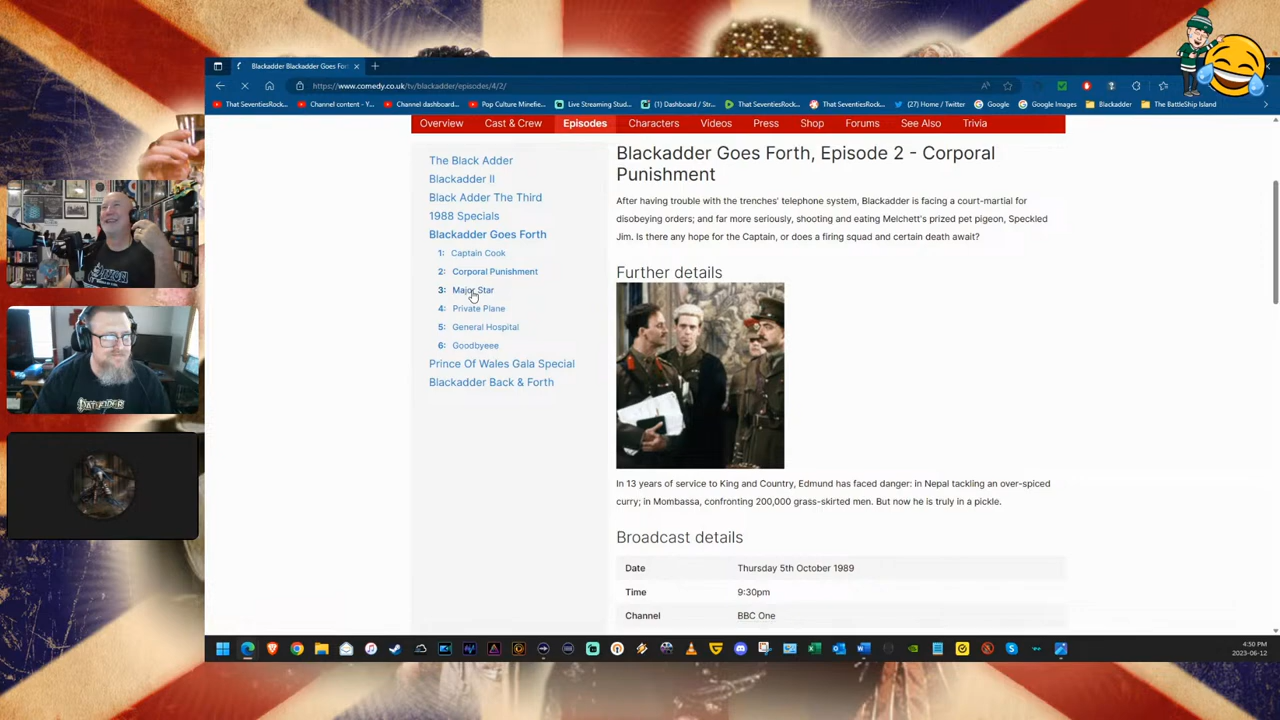 Blackadder Blackadder Goes For
https://www.comedy.co.uk/tv/blackadder/episodes/4/2/
That SeventiesRock... Channel content - Y... Channel dashboard... Pop Culture Minefie... Live Streaming Stud... (1) Dashboard / Str... That SeventiesRock... That SeventiesRock... (27) Home / Twitter Google Google Images Blackadder The BattleShip Island
Overview Cast & Crew Episodes Characters Videos Press Shop Forums See Also Trivia
The Black Adder
Blackadder II
Black Adder The Third
1988 Specials
Blackadder Goes Forth
1: Captain Cook
2: Corporal Punishment
3: Major Star
4: Private Plane
5: General Hospital
6: Goodbyeee
Prince Of Wales Gala Special
Blackadder Back & Forth
Blackadder Goes Forth, Episode 2 - Corporal
Punishment
After having trouble with the trenches' telephone system, Blackadder is facing a court-martial for
disobeying orders; and far more seriously, shooting and eating Melchett's prized pet pigeon, Speckled
Jim. Is there any hope for the Captain, or does a firing squad and certain death await?
Further details
In 13 years of service to King and Country, Edmund has faced danger: in Nepal tackling an over-spiced
curry; in Mombassa, confronting 200,000 grass-skirted men. But now he is truly in a pickle.
Broadcast details
Date Thursday 5th October 1989
Time 9:30pm
Channel BBC One
4:50 PM
2023-06-12